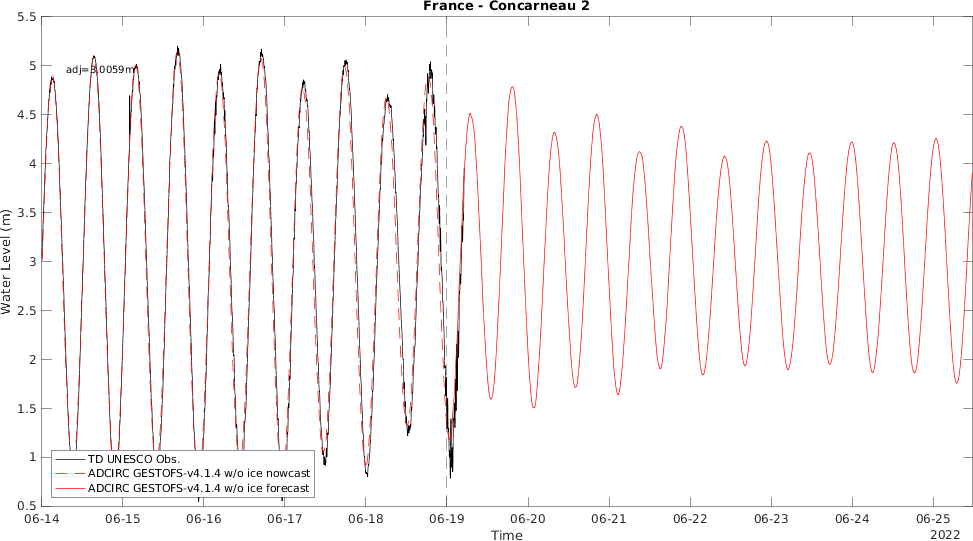 France - Concarneau 2
5.5
5
4.5
4
3.5
3
2.5
2
1.5
1
0.5
Water Level (m)
adj=3.0059m
TD UNESCO Obs.
ADCIRC GESTOFS-v4.1.4 w/o ice nowcast
ADCIRC GESTOFS-v4.1.4 w/o ice forecast
06-14 06-15 06-16 06-17 06-18 06-19 06-20 06-21 06-22 06-23 06-24 06-25
Time
2022